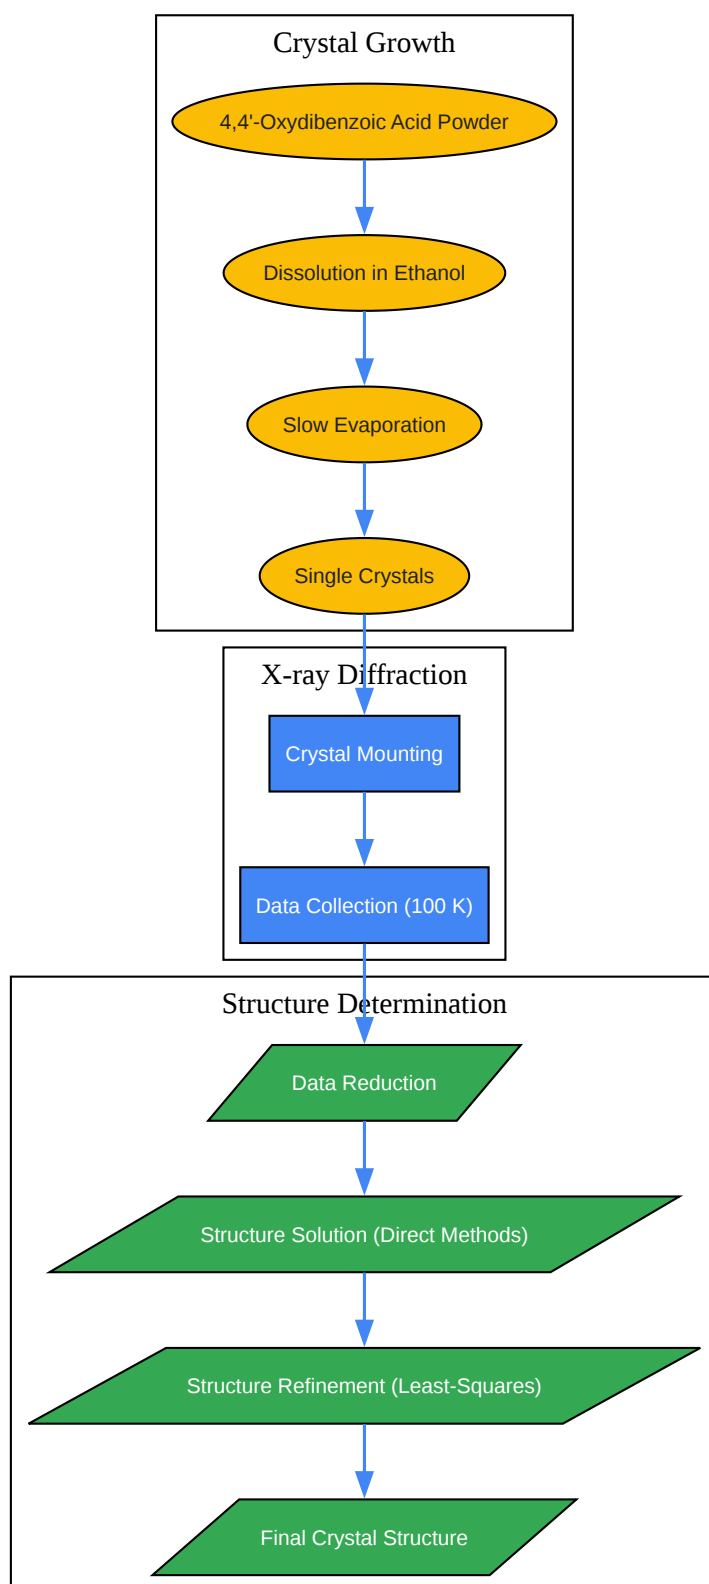 Crystal Growth
4,4'-Oxydibenzoic Acid Powder
Dissolution in Ethanol
Slow Evaporation
Single Crystals
X-ray Diffraction
Crystal Mounting
Data Collection (100 K)
Structure Determination
Data Reduction
Structure Solution (Direct Methods)
Structure Refinement (Least-Squares)
Final Crystal Structure